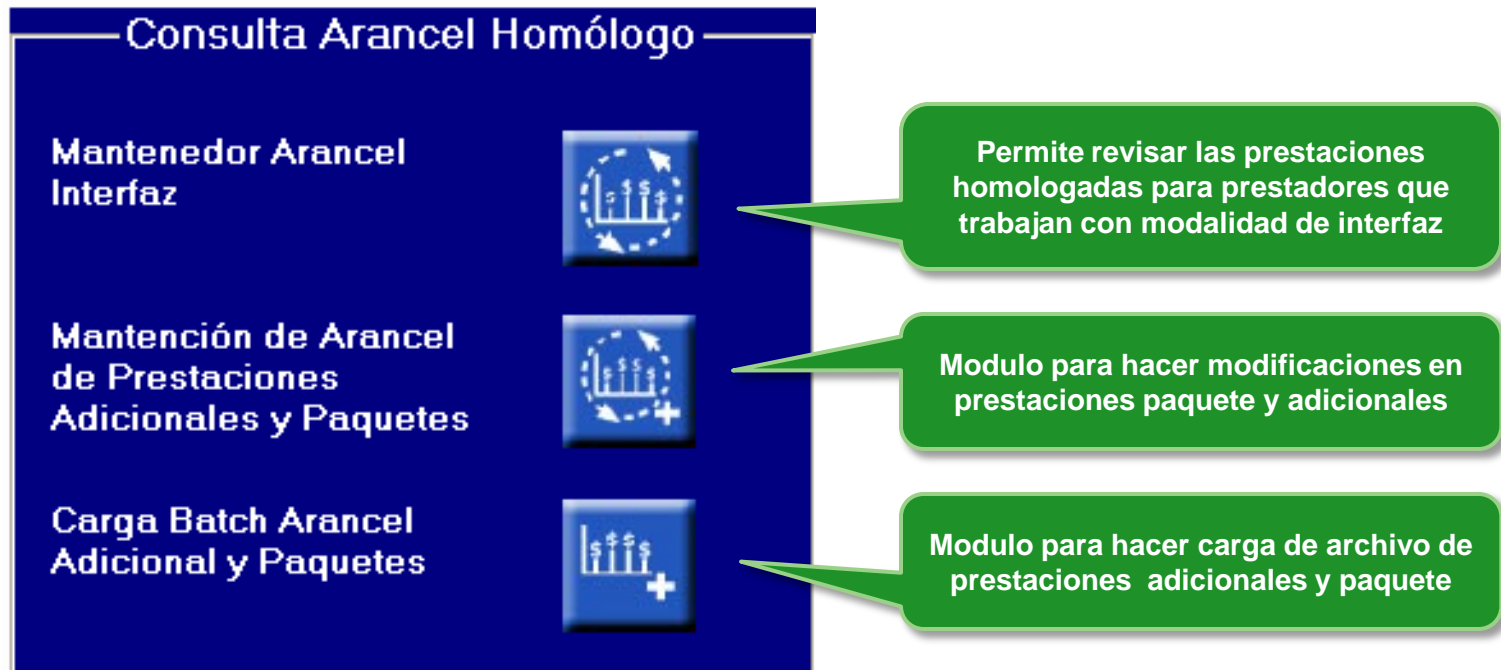 Consulta Arancel Homólogo
Mantenedor Arancel
Interfaz
Permite revisar las prestaciones
homologadas para prestadores que
trabajan con modalidad de interfaz
Mantención de Arancel
de Prestaciones
Adicionales y Paquetes
Modulo para hacer modificaciones en
prestaciones paquete y adicionales
Carga Batch Arancel
Adicional y Paquetes
Modulo para hacer carga de archivo de
prestaciones  adicionales y paquete